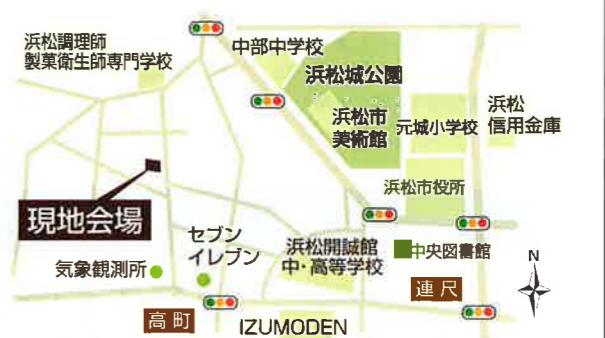 浜松調理師
製菓衛生師専門学校
中部中学校
浜松城公園
浜松市
美術館
元城小学校
浜松
信用金庫
浜松市役所
現地会場
セブン
イレブン
浜松開誠館
中・高等学校
中央図書館
気象観測所
連尺
N
高町
IZUMODEN